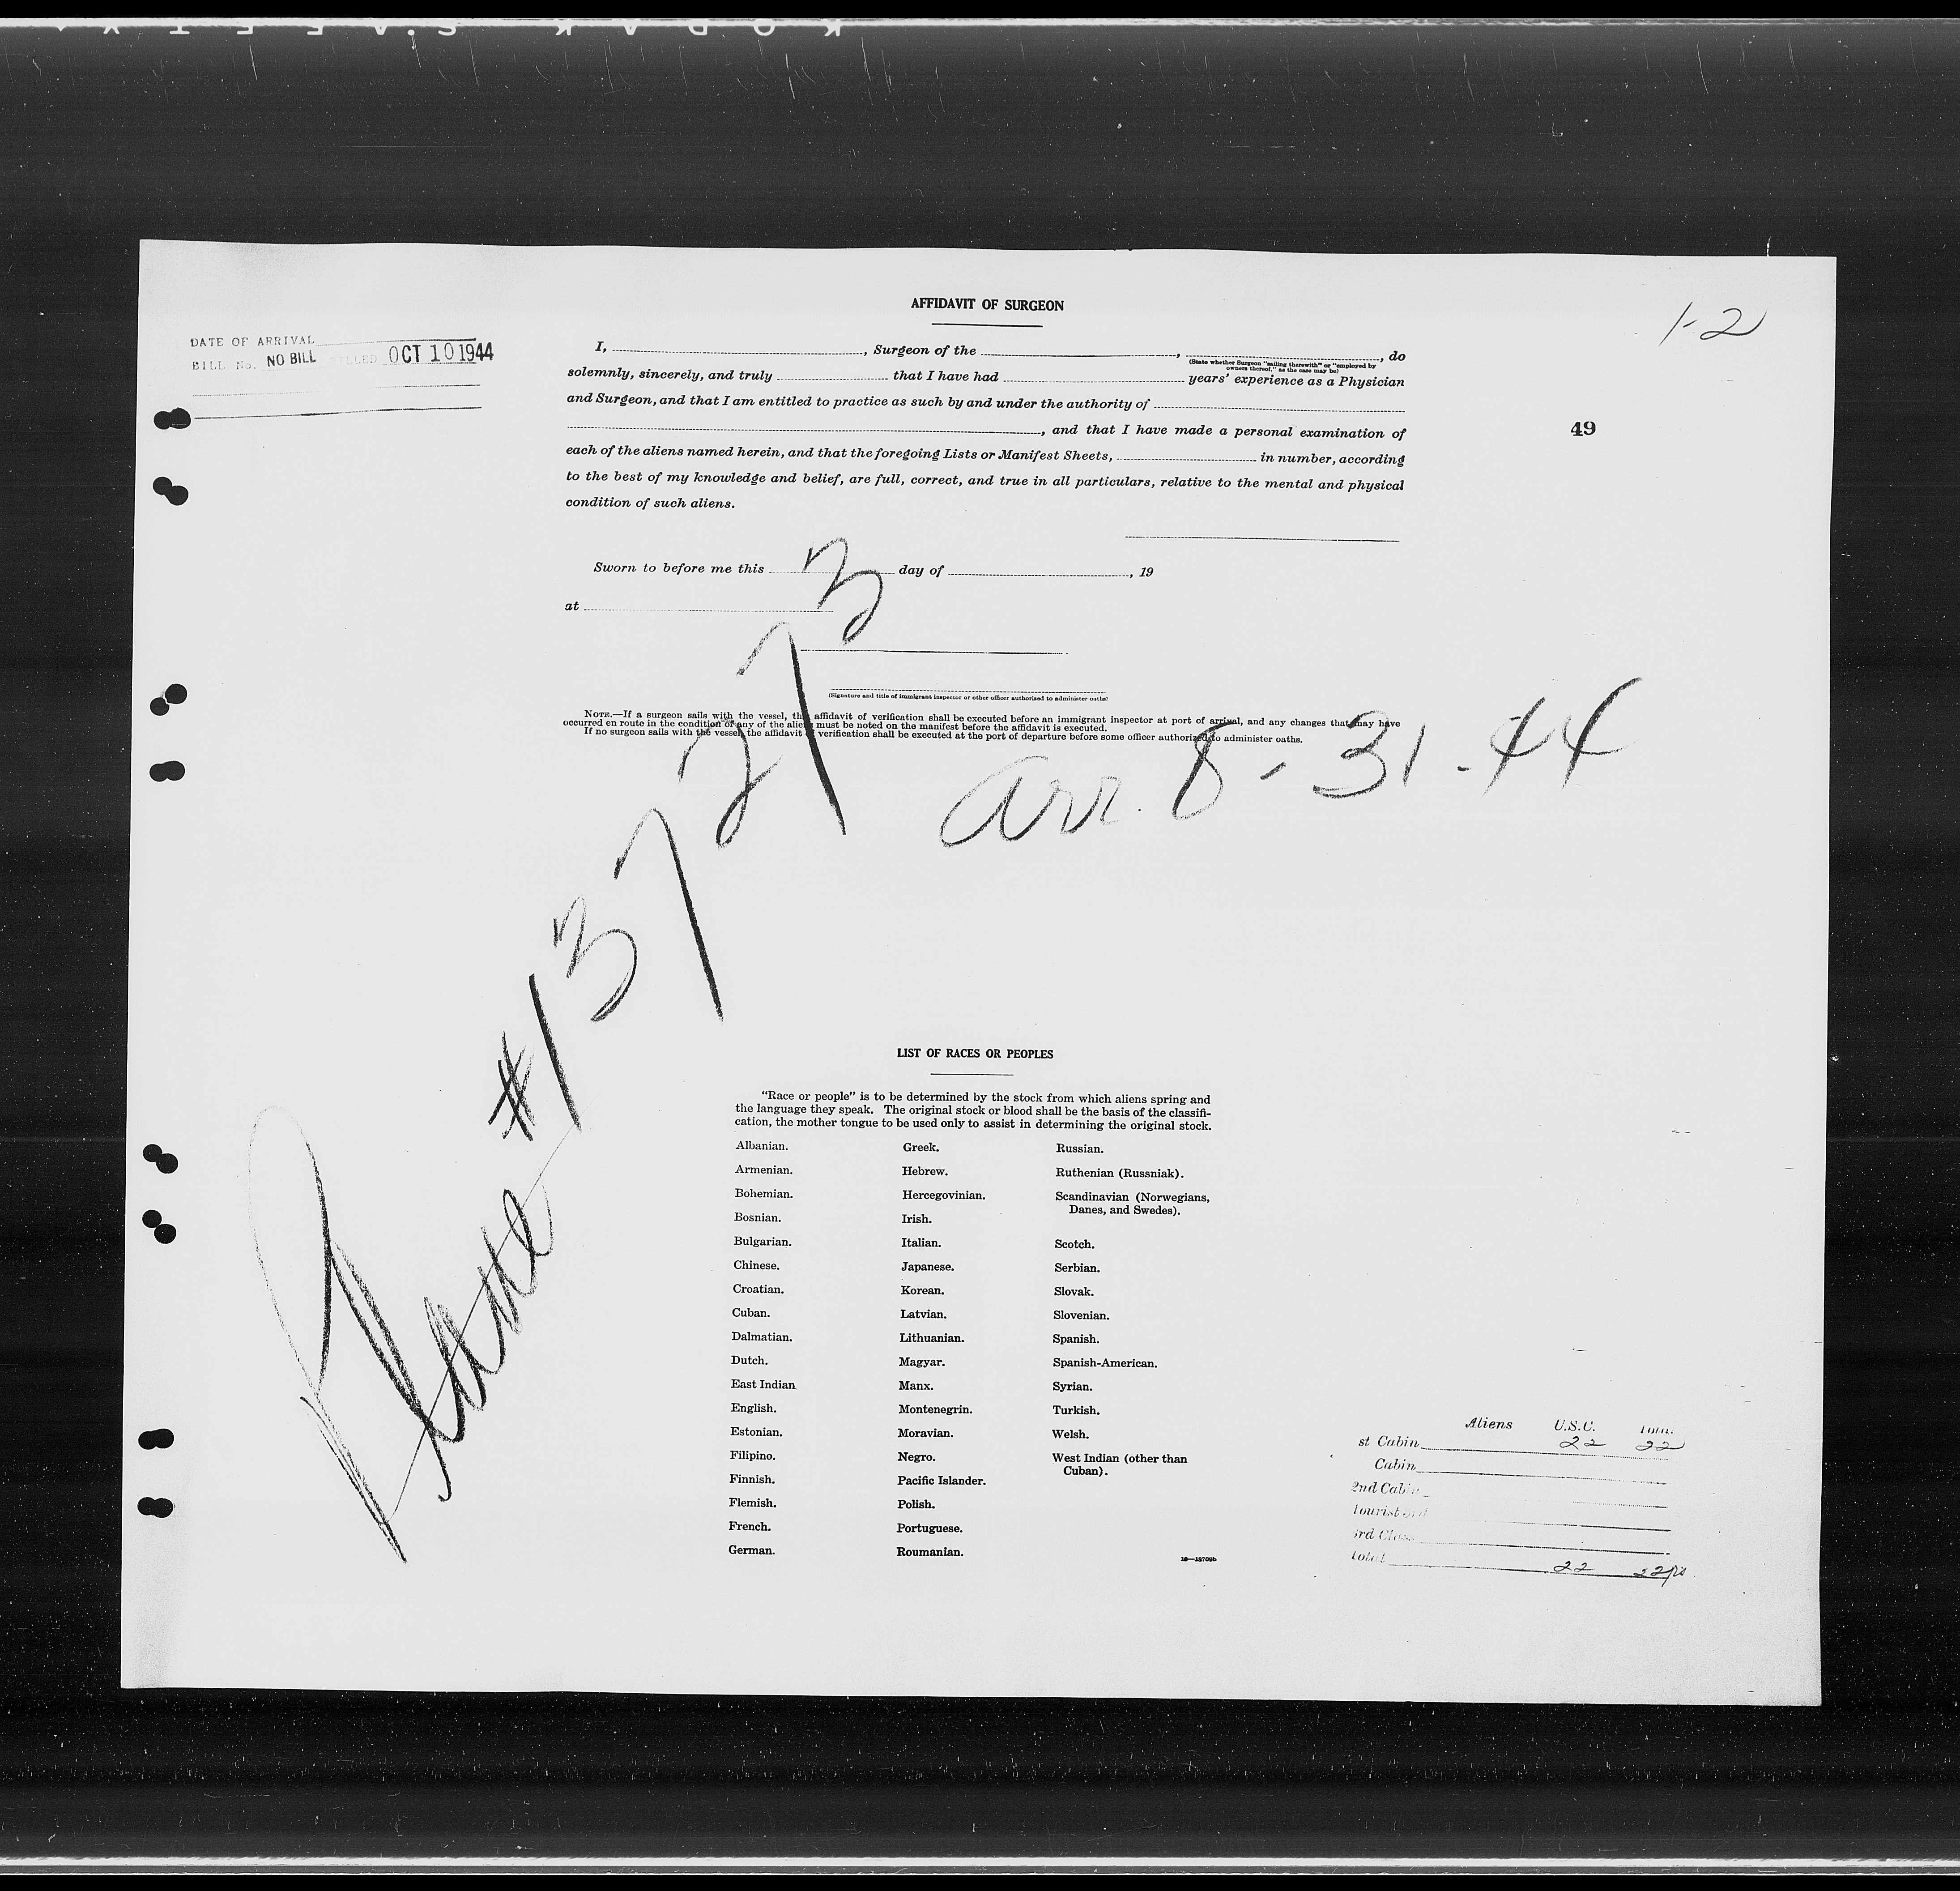 KODAK SAFETY
AFFIDAVIT OF SURGEON
1-2
DATE OF ARRIVAL
BILL No. NO BILL FILLED OCT 10 1944
I, , Surgeon of the , , do
(State whether Surgeon "sailing therewith" or "employed by
owners thereof," as the case may be)
solemnly, sincerely, and truly that I have had years' experience as a Physician
and Surgeon, and that I am entitled to practice as such by and under the authority of
, and that I have made a personal examination of
49
each of the aliens named herein, and that the foregoing Lists or Manifest Sheets, in number, according
to the best of my knowledge and belief, are full, correct, and true in all particulars, relative to the mental and physical
condition of such aliens.
Sworn to before me this day of , 19
at
(Signature and title of immigrant inspector or other officer authorized to administer oaths)
NOTE.—If a surgeon sails with the vessel, the affidavit of verification shall be executed before an immigrant inspector at port of arrival, and any changes that may have
occurred en route in the condition of any of the aliens must be noted on the manifest before the affidavit is executed.
If no surgeon sails with the vessel, the affidavit of verification shall be executed at the port of departure before some officer authorized to administer oaths.
arr. 8-31-44
Plane #137273
LIST OF RACES OR PEOPLES
"Race or people" is to be determined by the stock from which aliens spring and
the language they speak. The original stock or blood shall be the basis of the classifi-
cation, the mother tongue to be used only to assist in determining the original stock.
Albanian.
Armenian.
Bohemian.
Bosnian.
Bulgarian.
Chinese.
Croatian.
Cuban.
Dalmatian.
Dutch.
East Indian
English.
Estonian.
Filipino.
Finnish.
Flemish.
French.
German.
Greek.
Hebrew.
Hercegovinian.
Irish.
Italian.
Japanese.
Korean.
Latvian.
Lithuanian.
Magyar.
Manx.
Montenegrin.
Moravian.
Negro.
Pacific Islander.
Polish.
Portuguese.
Roumanian.
Russian.
Ruthenian (Russniak).
Scandinavian (Norwegians,
Danes, and Swedes).
Scotch.
Serbian.
Slovak.
Slovenian.
Spanish.
Spanish-American.
Syrian.
Turkish.
Welsh.
West Indian (other than
Cuban).
16—18709b
Aliens U.S.C. Total
st Cabin 22 22
Cabin
2nd Cabin
Tourist 3rd
3rd Class
Total 22 22